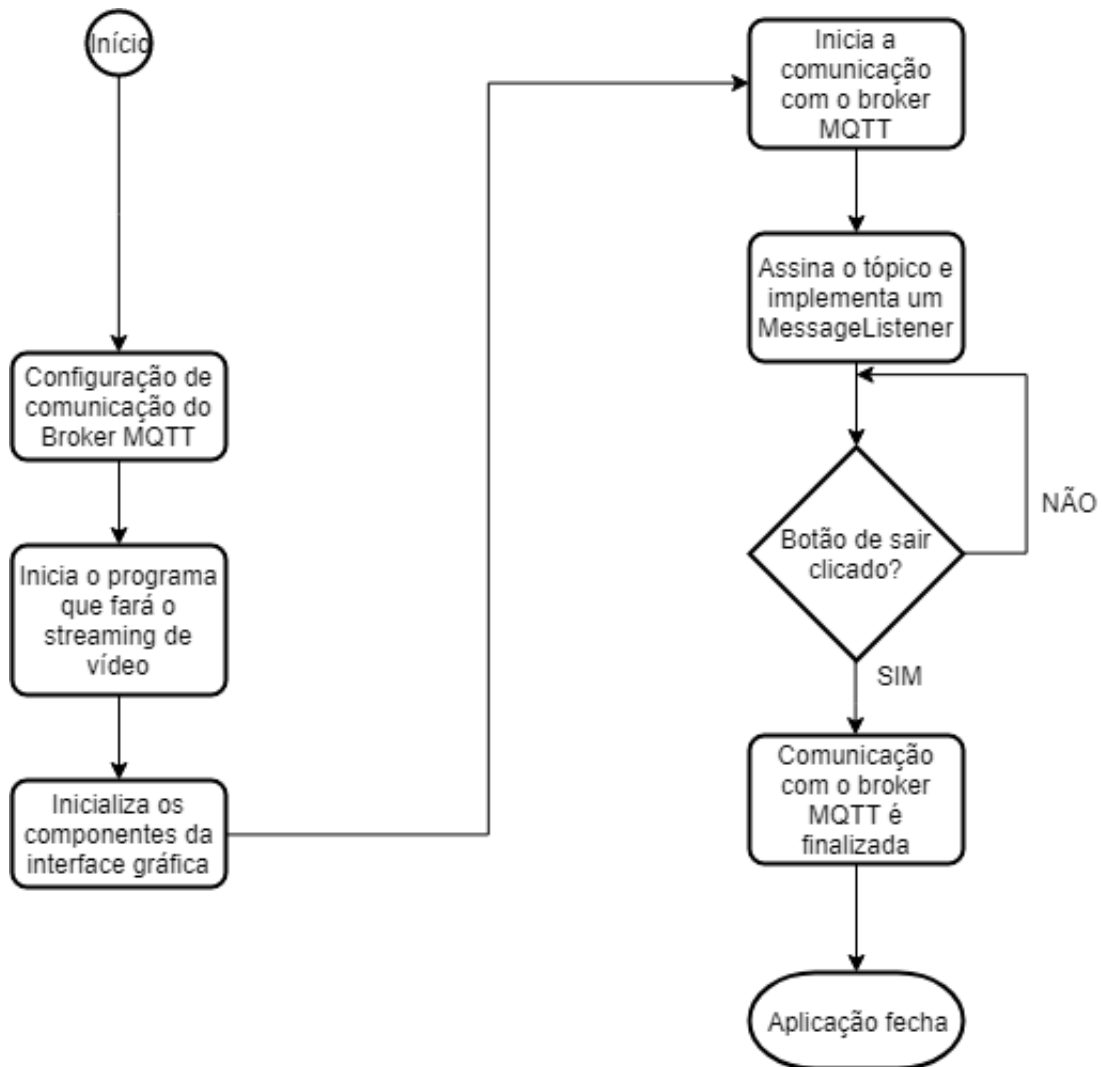 Início
Configuração de
comunicação do
Broker MQTT
Inicia o programa
que fará o
streaming de
vídeo
Inicializa os
componentes da
interface gráfica
Inicia a
comunicação
com o broker
MQTT
Assina o tópico e
implementa um
MessageListener
Botão de sair
clicado?
NÃO
SIM
Comunicação
com o broker
MQTT é
finalizada
Aplicação fecha